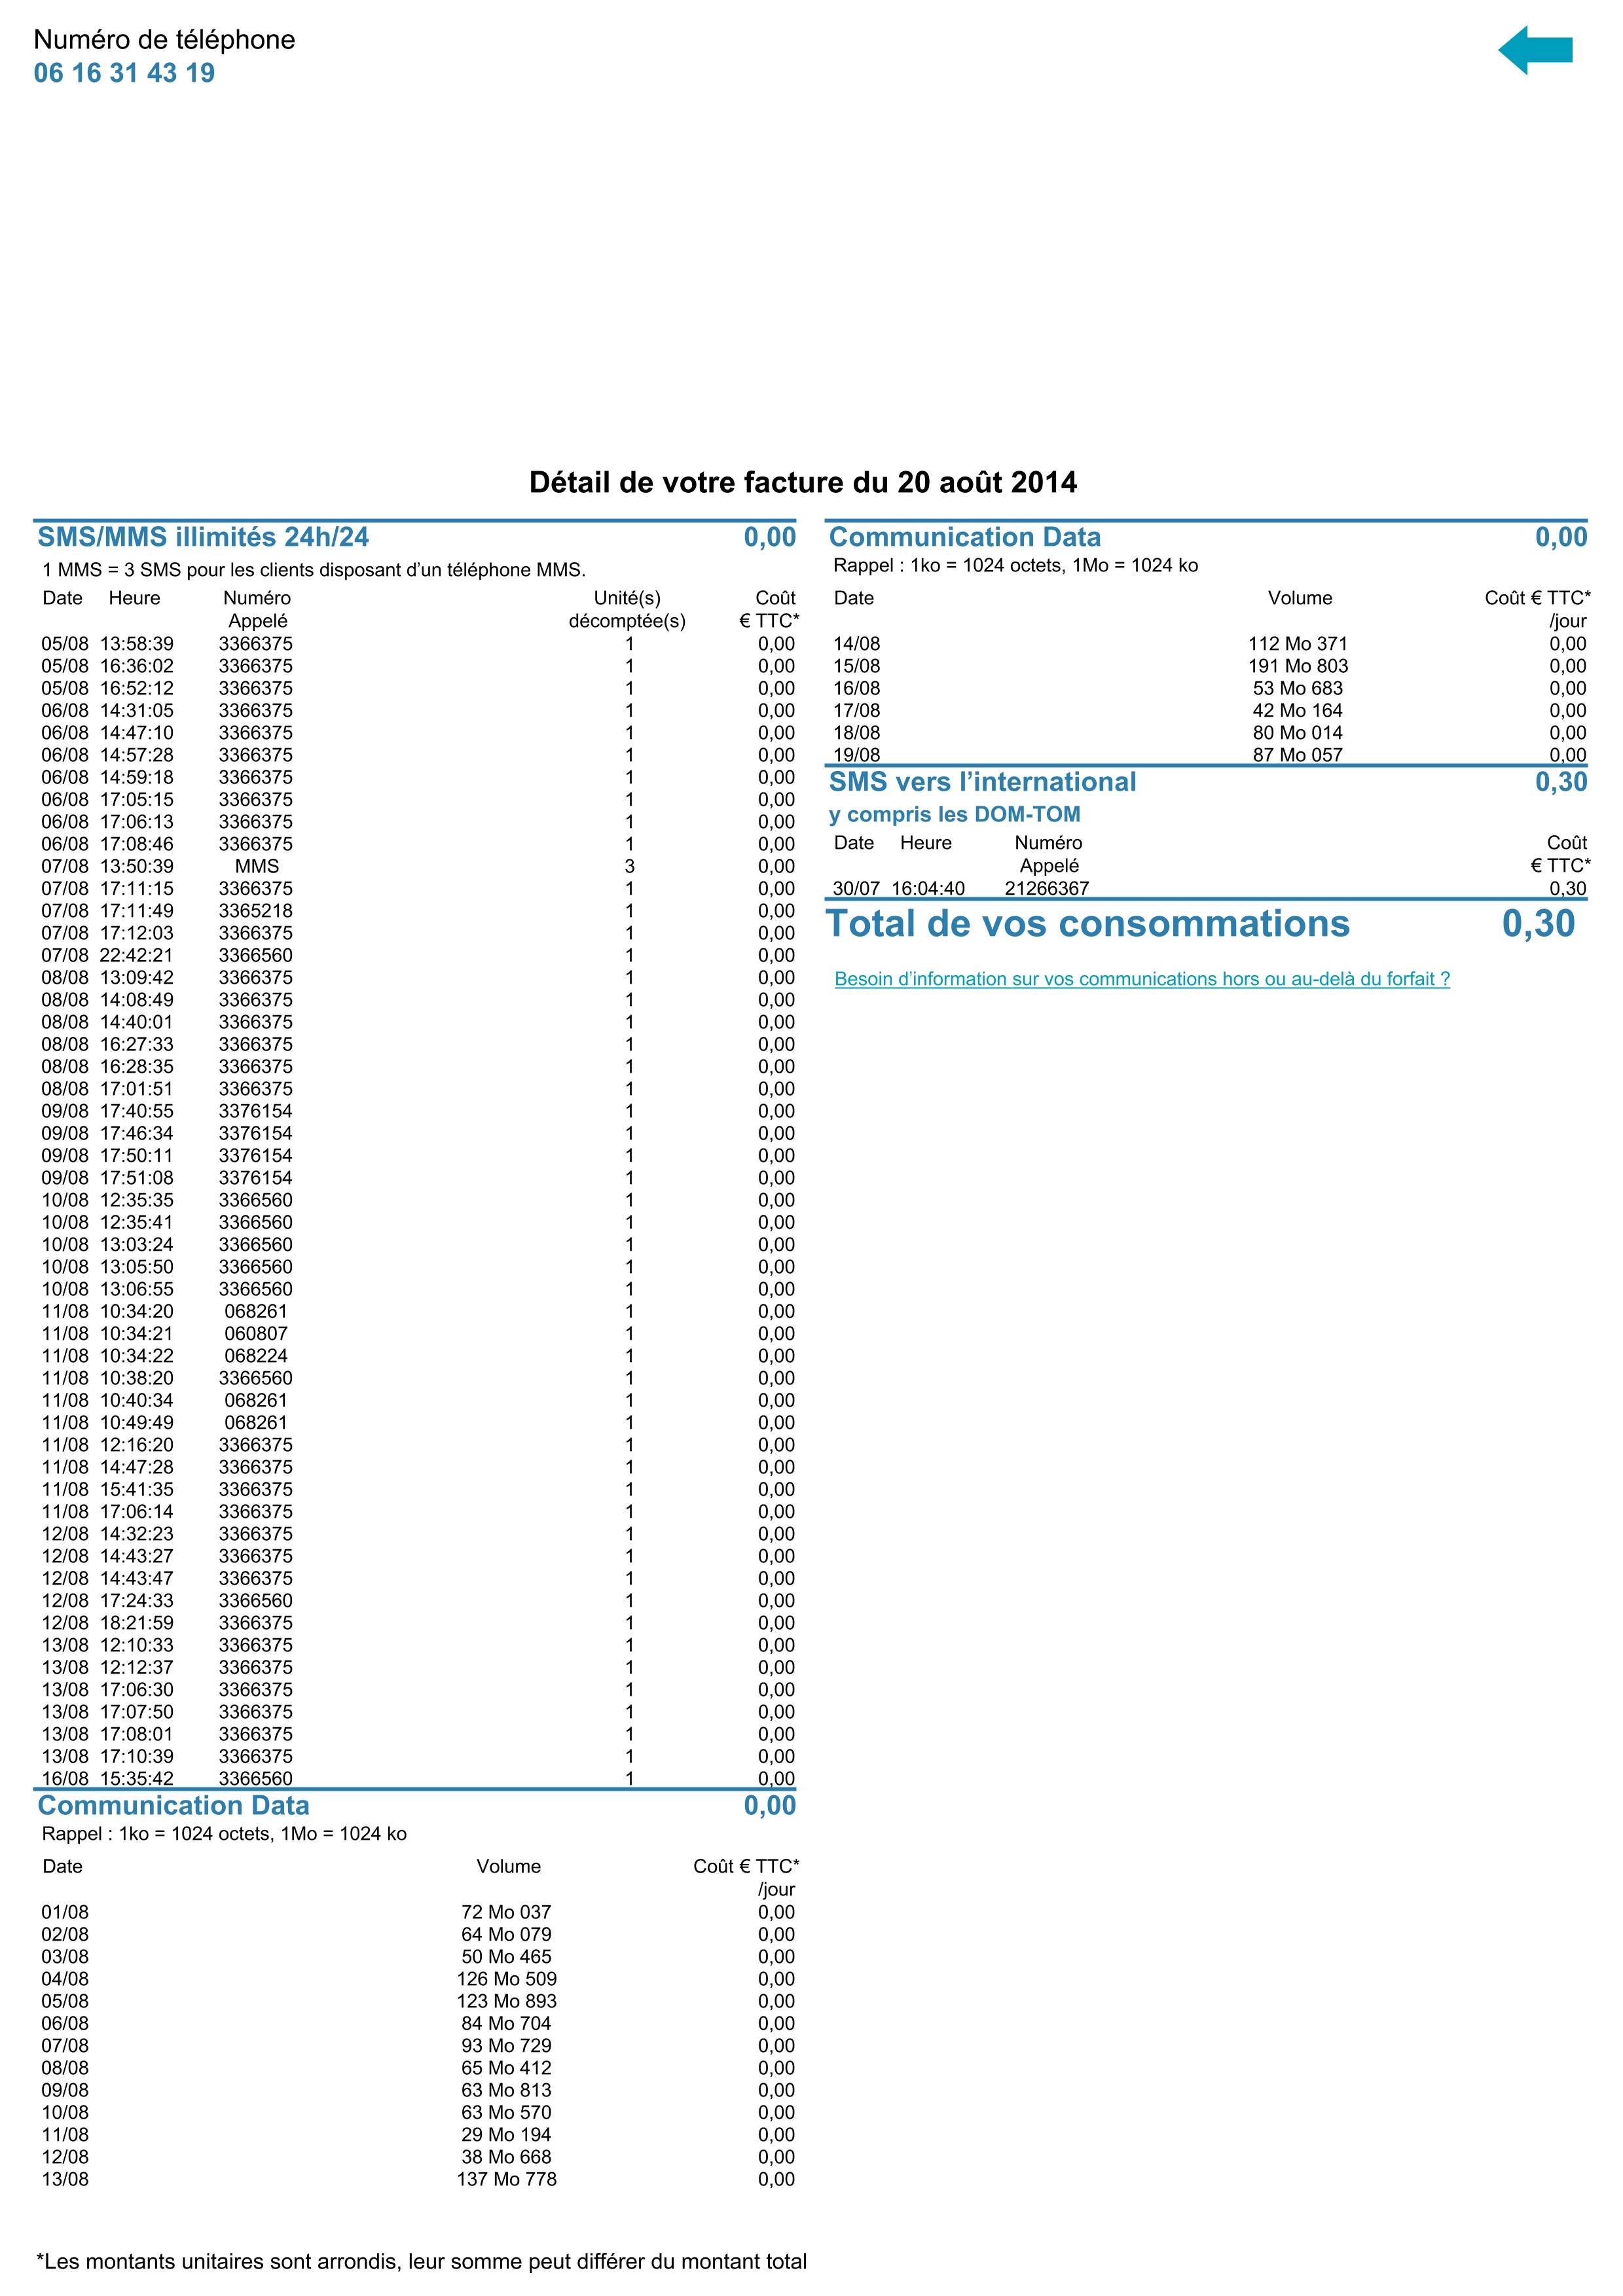 Numéro de téléphone
06 16 31 43 19
Détail de votre facture du 20 août 2014
SMS/MMS illimités 24h/24 0,00
1 MMS = 3 SMS pour les clients disposant d’un téléphone MMS.
Date Heure Numéro Unité(s) Coût
Appelé décomptée(s) € TTC*
05/08 13:58:39 3366375 1 0,00
05/08 16:36:02 3366375 1 0,00
05/08 16:52:12 3366375 1 0,00
06/08 14:31:05 3366375 1 0,00
06/08 14:47:10 3366375 1 0,00
06/08 14:57:28 3366375 1 0,00
06/08 14:59:18 3366375 1 0,00
06/08 17:05:15 3366375 1 0,00
06/08 17:06:13 3366375 1 0,00
06/08 17:08:46 3366375 1 0,00
07/08 13:50:39 MMS 3 0,00
07/08 17:11:15 3366375 1 0,00
07/08 17:11:49 3365218 1 0,00
07/08 17:12:03 3366375 1 0,00
07/08 22:42:21 3366560 1 0,00
08/08 13:09:42 3366375 1 0,00
08/08 14:08:49 3366375 1 0,00
08/08 14:40:01 3366375 1 0,00
08/08 16:27:33 3366375 1 0,00
08/08 16:28:35 3366375 1 0,00
08/08 17:01:51 3366375 1 0,00
09/08 17:40:55 3376154 1 0,00
09/08 17:46:34 3376154 1 0,00
09/08 17:50:11 3376154 1 0,00
09/08 17:51:08 3376154 1 0,00
10/08 12:35:35 3366560 1 0,00
10/08 12:35:41 3366560 1 0,00
10/08 13:03:24 3366560 1 0,00
10/08 13:05:50 3366560 1 0,00
10/08 13:06:55 3366560 1 0,00
11/08 10:34:20 068261 1 0,00
11/08 10:34:21 060807 1 0,00
11/08 10:34:22 068224 1 0,00
11/08 10:38:20 3366560 1 0,00
11/08 10:40:34 068261 1 0,00
11/08 10:49:49 068261 1 0,00
11/08 12:16:20 3366375 1 0,00
11/08 14:47:28 3366375 1 0,00
11/08 15:41:35 3366375 1 0,00
11/08 17:06:14 3366375 1 0,00
12/08 14:32:23 3366375 1 0,00
12/08 14:43:27 3366375 1 0,00
12/08 14:43:47 3366375 1 0,00
12/08 17:24:33 3366560 1 0,00
12/08 18:21:59 3366375 1 0,00
13/08 12:10:33 3366375 1 0,00
13/08 12:12:37 3366375 1 0,00
13/08 17:06:30 3366375 1 0,00
13/08 17:07:50 3366375 1 0,00
13/08 17:08:01 3366375 1 0,00
13/08 17:10:39 3366375 1 0,00
16/08 15:35:42 3366560 1 0,00
Communication Data 0,00
Rappel : 1ko = 1024 octets, 1Mo = 1024 ko
Date Volume Coût € TTC*
/jour
01/08 72 Mo 037 0,00
02/08 64 Mo 079 0,00
03/08 50 Mo 465 0,00
04/08 126 Mo 509 0,00
05/08 123 Mo 893 0,00
06/08 84 Mo 704 0,00
07/08 93 Mo 729 0,00
08/08 65 Mo 412 0,00
09/08 63 Mo 813 0,00
10/08 63 Mo 570 0,00
11/08 29 Mo 194 0,00
12/08 38 Mo 668 0,00
13/08 137 Mo 778 0,00
Communication Data 0,00
Rappel : 1ko = 1024 octets, 1Mo = 1024 ko
Date Volume Coût € TTC*
/jour
14/08 112 Mo 371 0,00
15/08 191 Mo 803 0,00
16/08 53 Mo 683 0,00
17/08 42 Mo 164 0,00
18/08 80 Mo 014 0,00
19/08 87 Mo 057 0,00
SMS vers l’international 0,30
y compris les DOM-TOM
Date Heure Numéro Coût
Appelé € TTC*
30/07 16:04:40 21266367 0,30
Total de vos consommations 0,30
Besoin d’information sur vos communications hors ou au-delà du forfait ?
*Les montants unitaires sont arrondis, leur somme peut différer du montant total